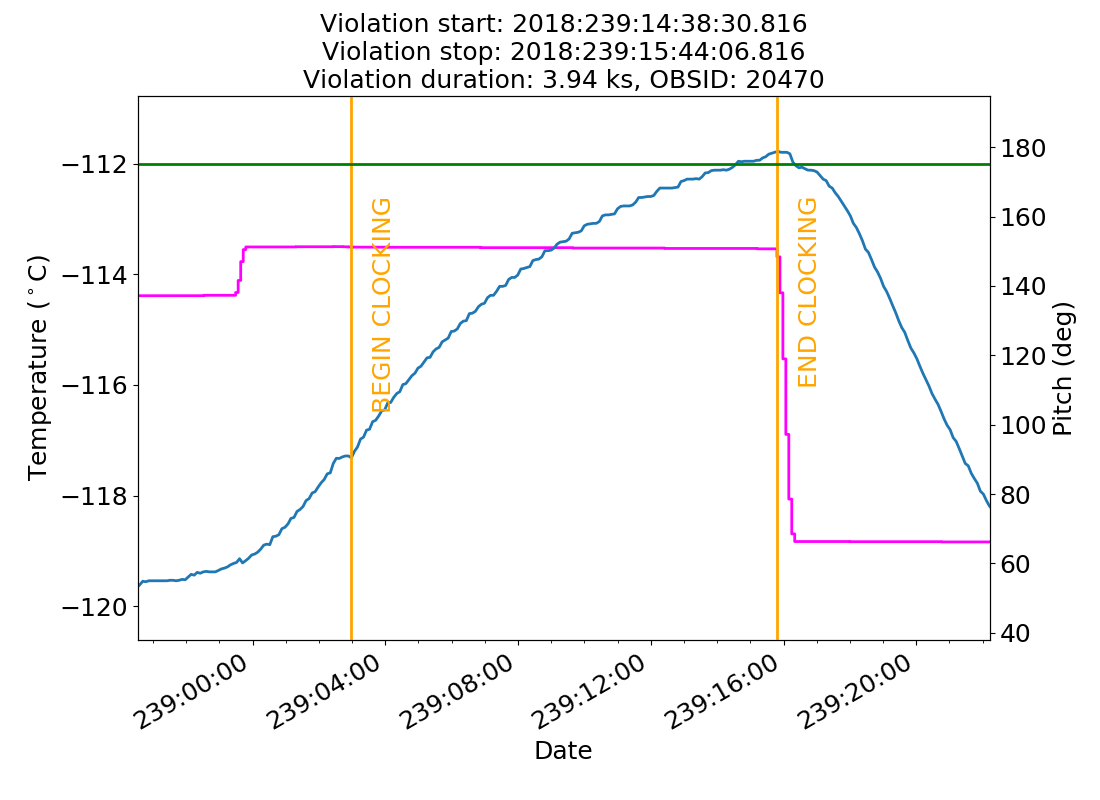 Violation start: 2018:239:14:38:30.816
Violation stop: 2018:239:15:44:06.816
Violation duration: 3.94 ks, OBSID: 20470
Temperature (°C)
−112
−114
−116
−118
−120
BEGIN CLOCKING
END CLOCKING
180
160
140
120
100
80
60
40
Pitch (deg)
239:00:00
239:04:00
239:08:00
239:12:00
239:16:00
239:20:00
Date